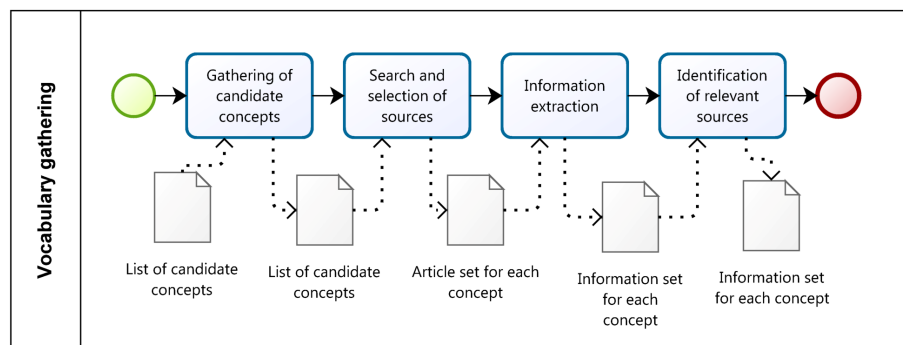 Vocabulary gathering
Gathering of
candidate
concepts
Search and
selection of
sources
Information
extraction
Identification
of relevant
sources
List of candidate
concepts
List of candidate
concepts
Article set for each
concept
Information set
for each
concept
Information set
for each concept